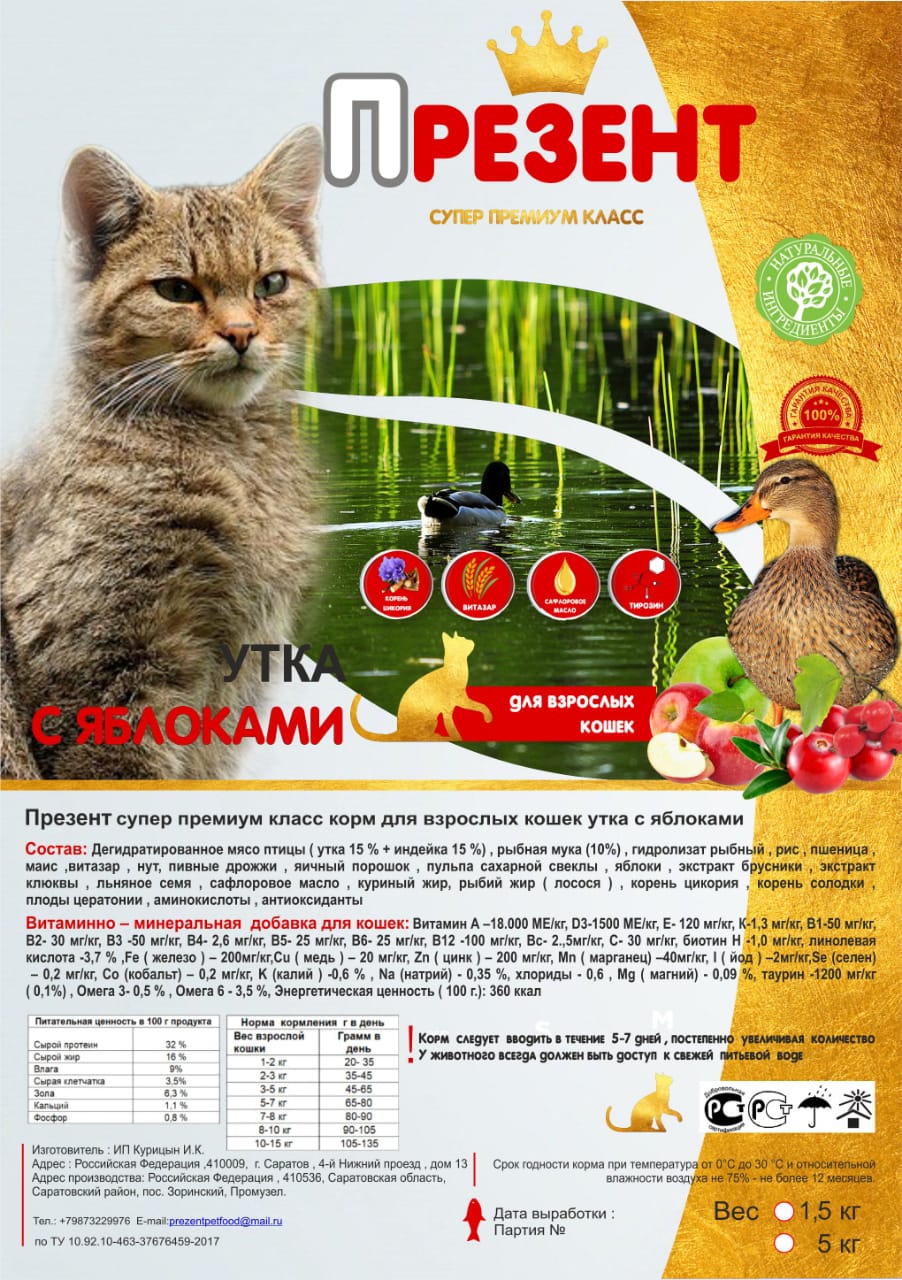 ПРЕЗЕНТ
СУПЕР ПРЕМИУМ КЛАСС
НАТУРАЛЬНЫЕ
ИНГРЕДИЕНТЫ
ГАРАНТИЯ КАЧЕСТВА
100%
ГАРАНТИЯ КАЧЕСТВА
КОРЕНЬ
ЦИКОРИЯ
ВИТАЗАР
САФЛОРОВОЕ
МАСЛО
ТИРОЗИН
УТКА
С ЯБЛОКАМИ
ДЛЯ ВЗРОСЛЫХ
КОШЕК
Презент супер премиум класс корм для взрослых кошек утка с яблоками
Состав: Дегидратированное мясо птицы ( утка 15 % + индейка 15 %) , рыбная мука (10%) , гидролизат рыбный , рис , пшеница ,
маис ,витазар , нут, пивные дрожжи , яичный порошок , пульпа сахарной свеклы , яблоки , экстракт брусники , экстракт
клюквы , льняное семя , сафлоровое масло , куриный жир, рыбий жир ( лосося ) , корень цикория , корень солодки ,
плоды цератонии , аминокислоты , антиоксиданты
Витаминно – минеральная добавка для кошек: Витамин А –18.000 МЕ/кг, D3-1500 МЕ/кг, Е- 120 мг/кг, К-1,3 мг/кг, В1-50 мг/кг,
В2- 30 мг/кг, В3 -50 мг/кг, В4- 2,6 мг/кг, В5- 25 мг/кг, В6- 25 мг/кг, В12 -100 мг/кг, Вс- 2.,5мг/кг, С- 30 мг/кг, биотин Н -1,0 мг/кг, линолевая
кислота -3,7 % ,Fe ( железо ) – 200мг/кг,Cu ( медь ) – 20 мг/кг, Zn ( цинк ) – 200 мг/кг, Mn ( марганец) –40мг/кг, I ( йод ) –2мг/кг,Se (селен)
– 0,2 мг/кг, Co (кобальт) – 0,2 мг/кг, K (калий ) -0,6 % , Na (натрий) - 0,35 %, хлориды - 0,6 , Mg ( магний) - 0,09 %, таурин -1200 мг/кг
( 0,1%) , Омега 3- 0,5 % , Омега 6 - 3,5 %, Энергетическая ценность ( 100 г.): 360 ккал
S M
Питательная ценность в 100 г продукта
Сырой протеин 32 %
Сырой жир 16 %
Влага 9%
Сырая клетчатка 3,5%
Зола 6,3 %
Кальций 1,1 %
Фосфор 0,8 %
Норма кормления г в день
Вес взрослой кошки Грамм в день
1-2 кг 20- 35
2-3 кг 35-45
3-5 кг 45-65
5-7 кг 65-80
7-8 кг 80-90
8-10 кг 90-105
10-15 кг 105-135
! Корм следует вводить в течение 5-7 дней , постепенно увеличивая количество
У животного всегда должен быть доступ к свежей питьевой воде
Добровольная
РСТ РСТ
сертификация
Изготовитель : ИП Курицын И.К.
Адрес : Российская Федерация ,410009, г. Саратов , 4-й Нижний проезд , дом 13
Адрес производства: Российская Федерация , 410536, Саратовская область,
Саратовский район, пос. Зоринский, Промузел.
Срок годности корма при температура от 0°С до 30 °С и относительной
влажности воздуха не 75% - не более 12 месяцев.
Тел.: +79873229976 E-mail:prezentpetfood@mail.ru
по ТУ 10.92.10-463-37676459-2017
Дата выработки :
Партия №
Вес 1,5 кг
5 кг